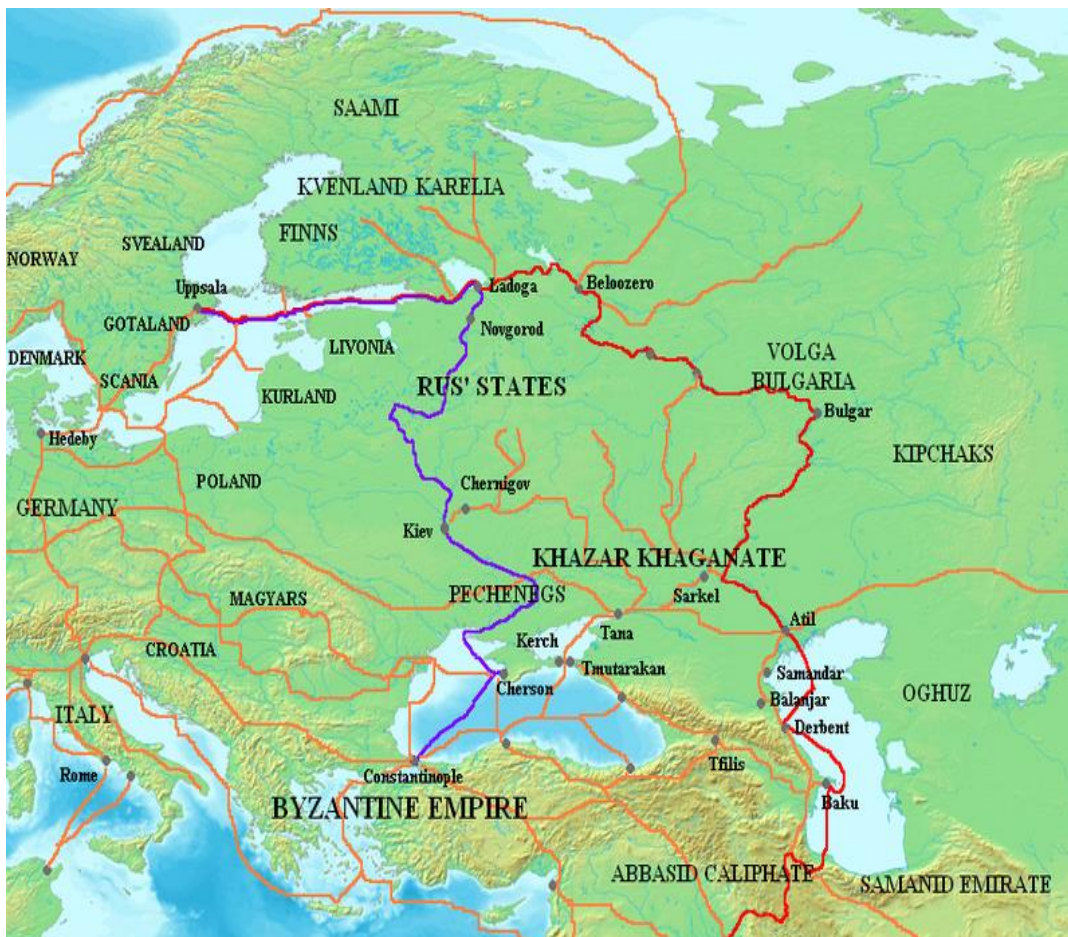 SAAMI
KVENLAND KARELIA
FINNS
SVEALAND
NORWAY
Uppsala
Ladoga
Beloozero
GOTALAND
Novgorod
LIVONIA
DENMARK
VOLGA
BULGARIA
SCANIA
RUS' STATES
KURLAND
Bulgar
Hedeby
KIPCHAKS
POLAND
Chernigov
GERMANY
Kiev
KHAZAR KHAGANATE
PECHENEGS
Sarkel
MAGYARS
Atil
Tana
CROATIA
Kerch
Tmutarakan
Samandar
Cherson
OGHUZ
Balanjar
ITALY
Derbent
Tfilis
Rome
Constantinople
Baku
BYZANTINE EMPIRE
ABBASID CALIPHATE
SAMANID EMIRATE